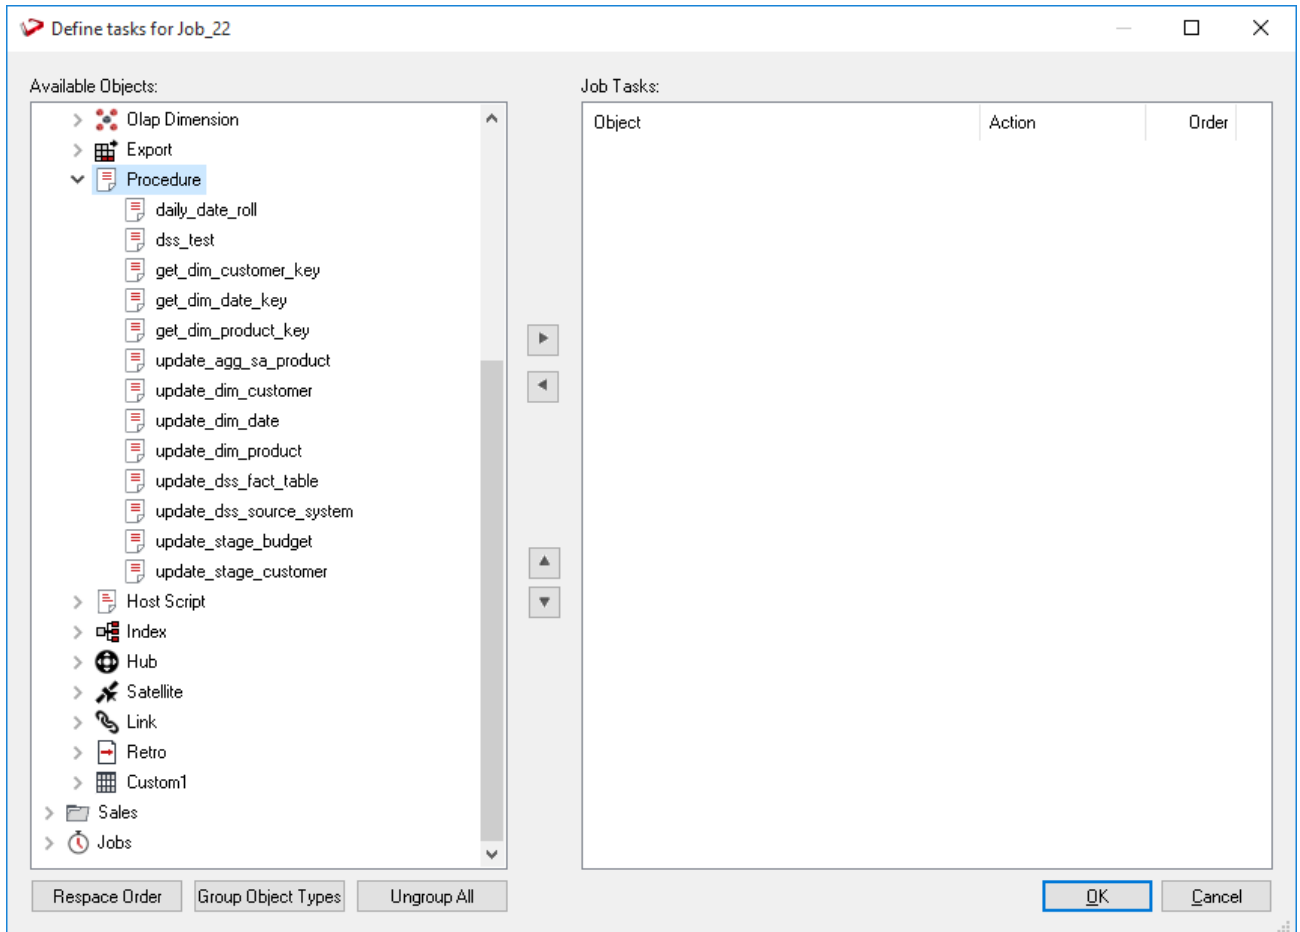 Define tasks for Job_22
Available Objects:
Job Tasks:
Olap Dimension
Export
Procedure
daily_date_roll
dss_test
get_dim_customer_key
get_dim_date_key
get_dim_product_key
update_agg_sa_product
update_dim_customer
update_dim_date
update_dim_product
update_dss_fact_table
update_dss_source_system
update_stage_budget
update_stage_customer
Host Script
Index
Hub
Satellite
Link
Retro
Custom1
Sales
Jobs
Object Action Order
Respace Order Group Object Types Ungroup All
OK Cancel